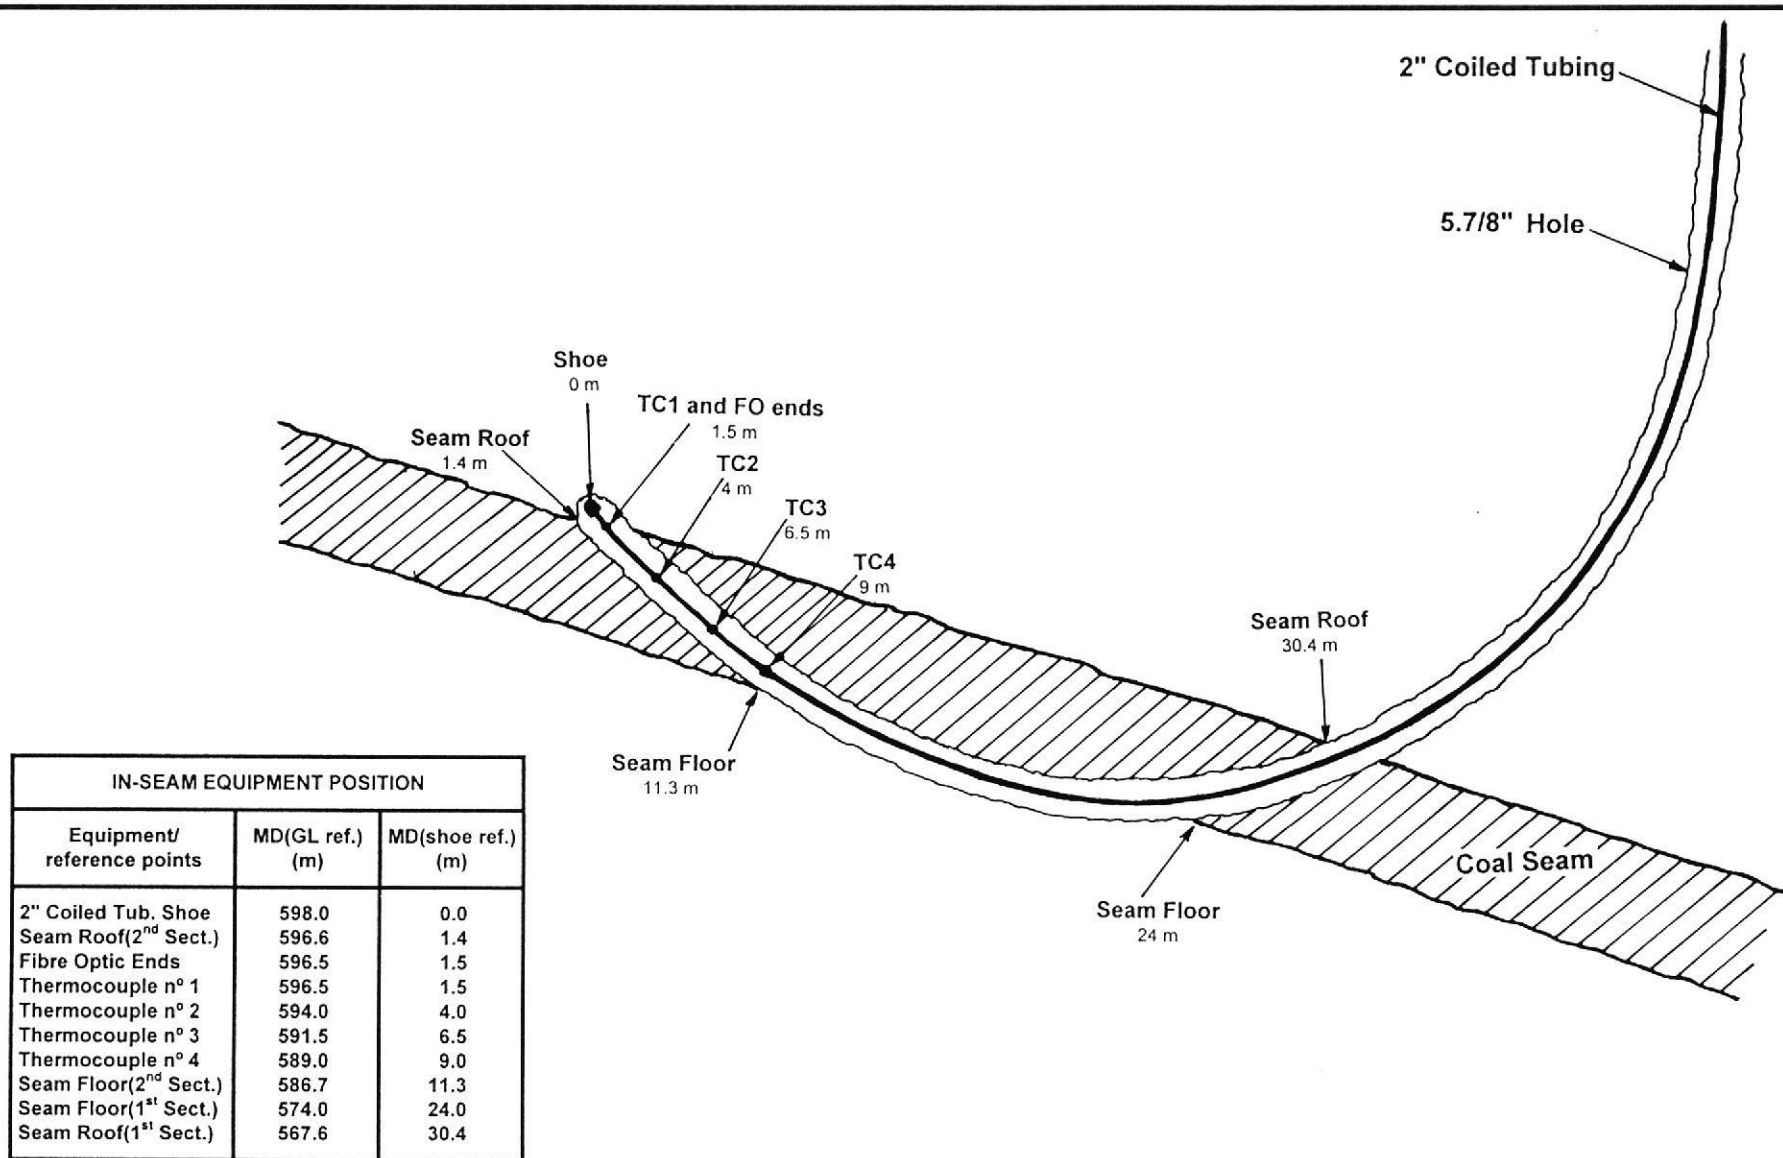 2" Coiled Tubing
5.7/8" Hole
Shoe
0 m
TC1 and FO ends
1.5 m
Seam Roof
1.4 m
TC2
4 m
TC3
6.5 m
TC4
9 m
Seam Roof
30.4 m
Seam Floor
11.3 m
Coal Seam
Seam Floor
24 m
IN-SEAM EQUIPMENT POSITION
Equipment/ MD(GL ref.) MD(shoe ref.)
reference points (m) (m)
2" Coiled Tub. Shoe 598.0 0.0
Seam Roof(2nd Sect.) 596.6 1.4
Fibre Optic Ends 596.5 1.5
Thermocouple nº 1 596.5 1.5
Thermocouple nº 2 594.0 4.0
Thermocouple nº 3 591.5 6.5
Thermocouple nº 4 589.0 9.0
Seam Floor(2nd Sect.) 586.7 11.3
Seam Floor(1st Sect.) 574.0 24.0
Seam Roof(1st Sect.) 567.6 30.4